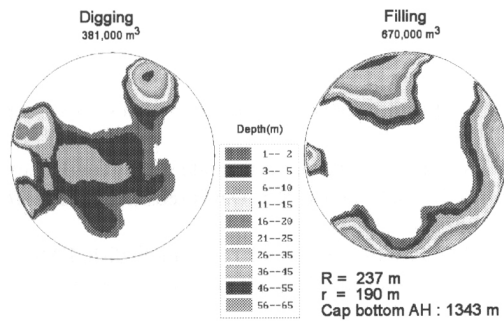 Digging
381,000 m³
Filling
670,000 m³
Depth(m)
1-- 2
3-- 5
6--10
11--15
16--20
21--25
26--35
36--45
46--55
56--65
R = 237 m
r = 190 m
Cap bottom AH : 1343 m